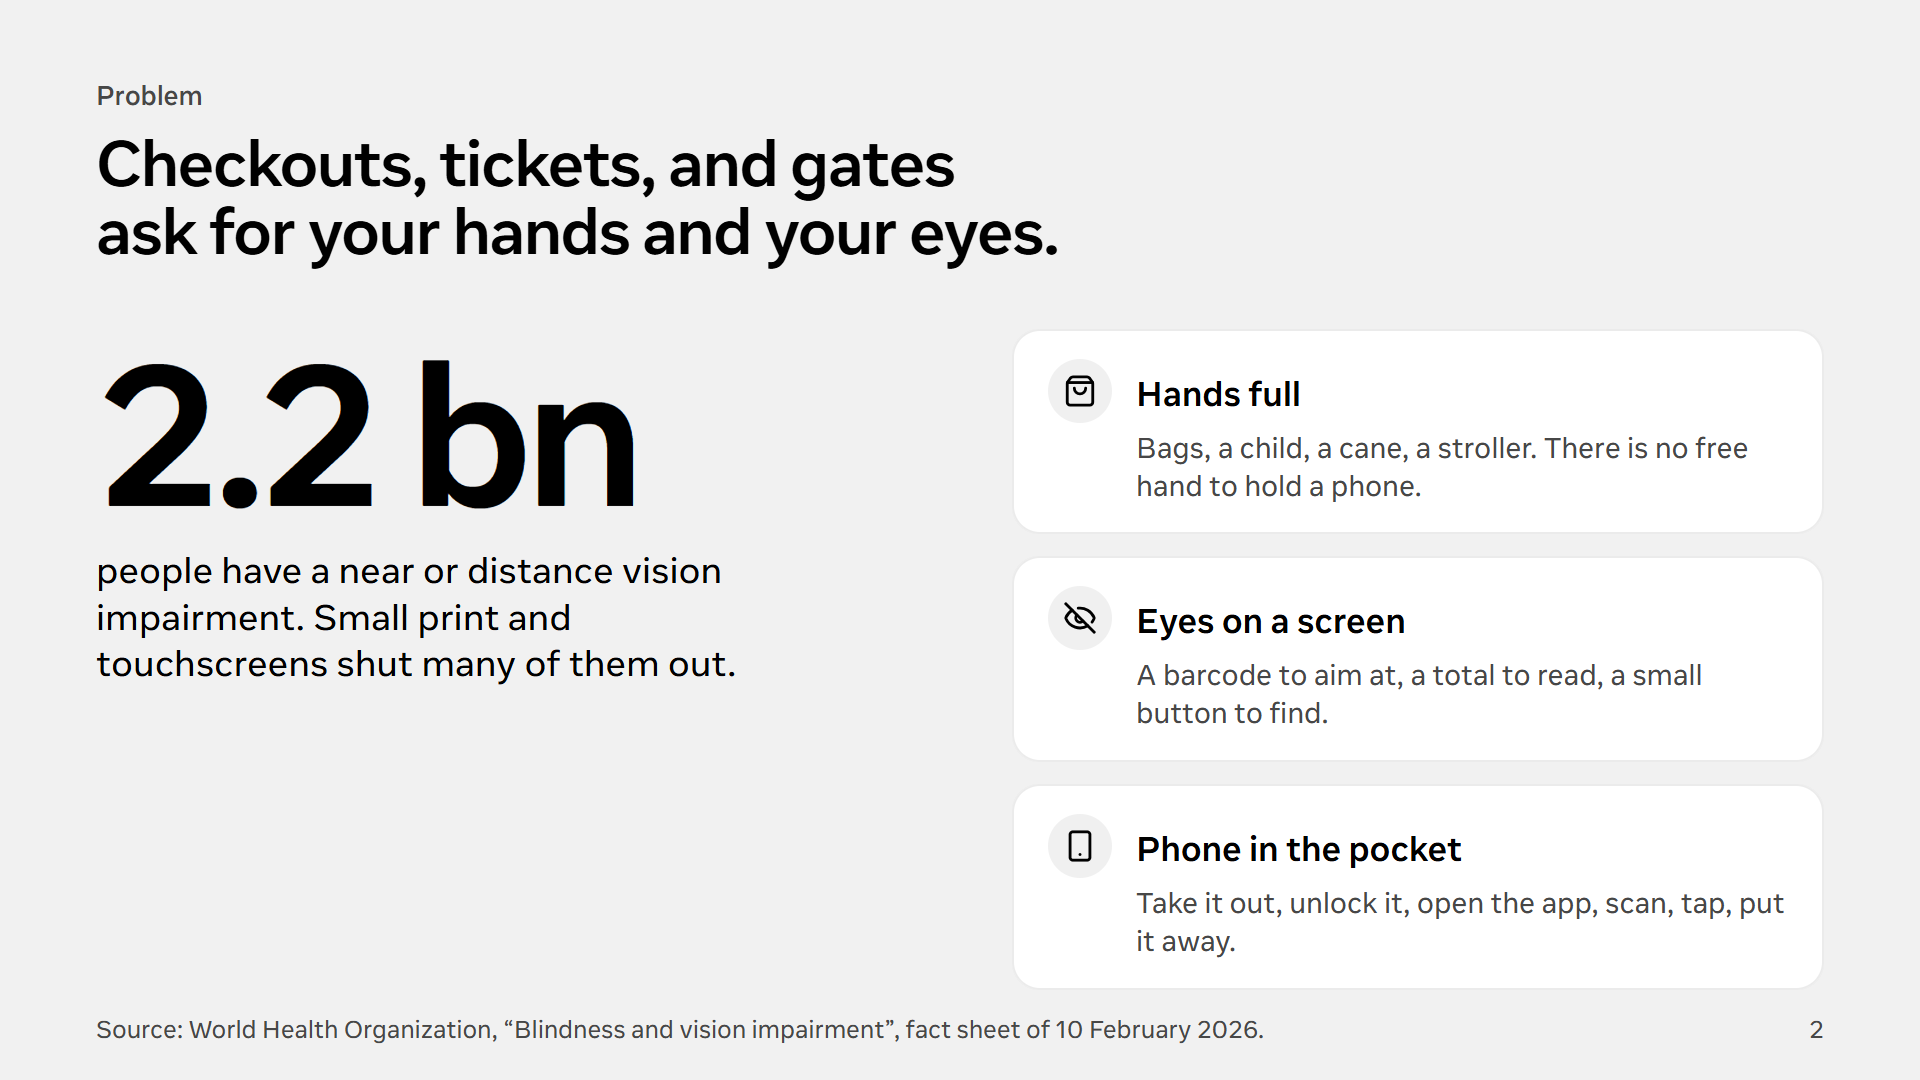 Problem
Checkouts, tickets, and gates
ask for your hands and your eyes.
2.2 bn
people have a near or distance vision
impairment. Small print and
touchscreens shut many of them out.
Hands full
Bags, a child, a cane, a stroller. There is no free
hand to hold a phone.
Eyes on a screen
A barcode to aim at, a total to read, a small
button to find.
Phone in the pocket
Take it out, unlock it, open the app, scan, tap, put
it away.
Source: World Health Organization, “Blindness and vision impairment”, fact sheet of 10 February 2026.
2